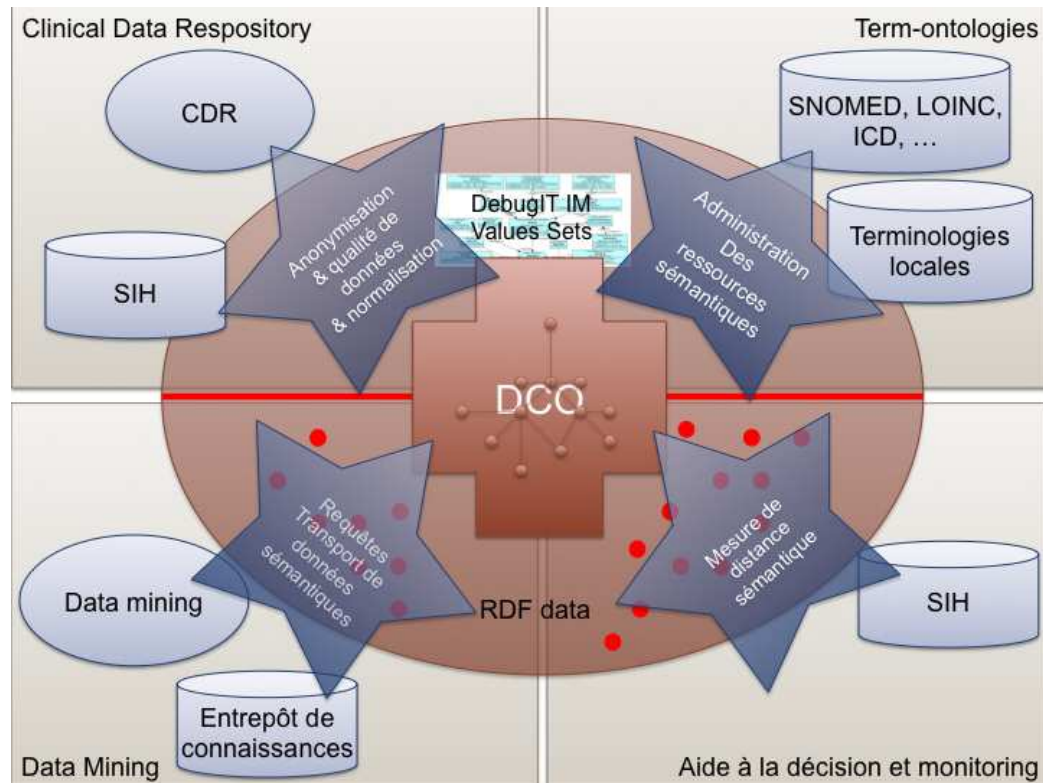 Clinical Data Respository
Term-ontologies
CDR
SNOMED, LOINC,
ICD, …
Anonymisation
& qualité de
données
& normalisation
DebugIT IM
Values Sets
Administration
Des
ressources
sémantiques
Terminologies
locales
SIH
DCO
Requêtes
Transport de
données
sémantiques
Mesure de
distance
sémantique
Data mining
RDF data
SIH
Entrepôt de
connaissances
Data Mining
Aide à la décision et monitoring